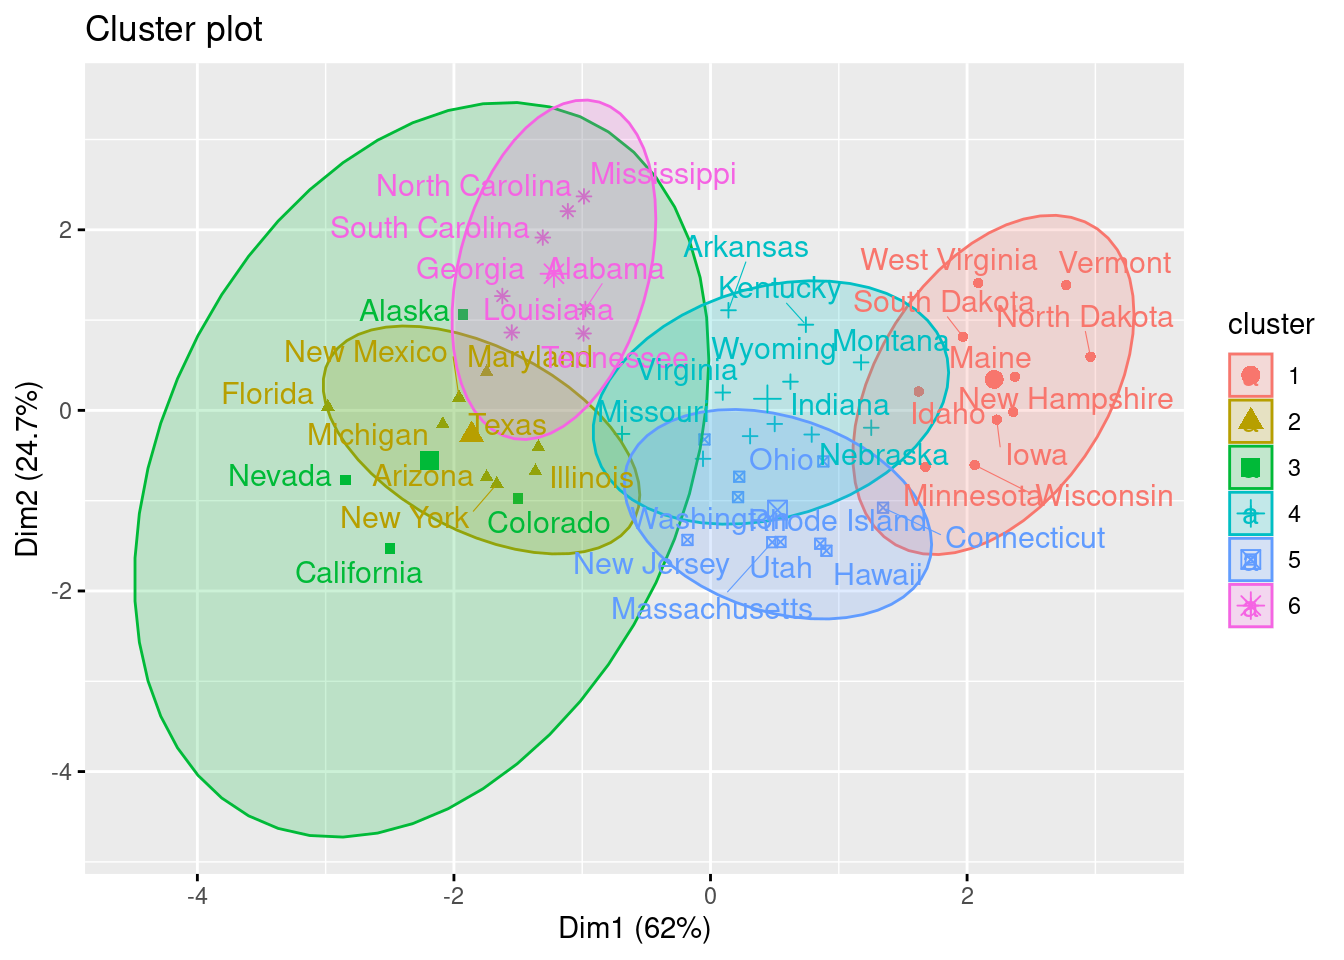 Cluster plot
Mississippi
North Carolina
South Carolina
Arkansas
West Virginia
Vermont
Georgia
Alabama
Kentucky
South Dakota
Alaska
Louisiana
North Dakota
cluster
New Mexico
Maryland
Tennessee
Wyoming
Montana
Maine
1
Virginia
Florida
Missouri
Indiana
Idaho
New Hampshire
2
Michigan
Texas
Nevada
Arizona
Illinois
Ohio
Nebraska
Iowa
3
New York
Colorado
Washington
Rhode Island
Minnesota
Wisconsin
4
California
New Jersey
Utah
Hawaii
Connecticut
5
Massachusetts
6
2
0
-2
-4
Dim2 (24.7%)
-4
-2
0
2
Dim1 (62%)